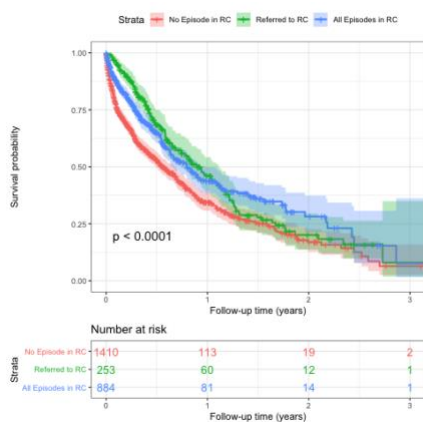 Strata No Episode in RC Referred to RC All Episodes in RC
1.00
0.75
0.50
0.25
0.00
Survival probability
p < 0.0001
0 1 2 3
Follow-up time (years)
Number at risk
Strata
No Episode in RC 1410 113 19 2
Referred to RC 253 60 12 1
All Episodes in RC 884 81 14 1
0 1 2 3
Follow-up time (years)